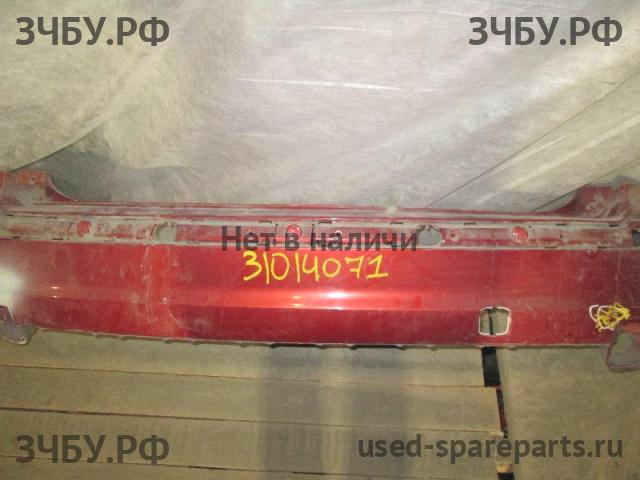 ЗЧБУ.РФ
ЗЧБУ.РФ
Нет в наличи
31014071
ЗЧБУ.РФ
used-spareparts.ru